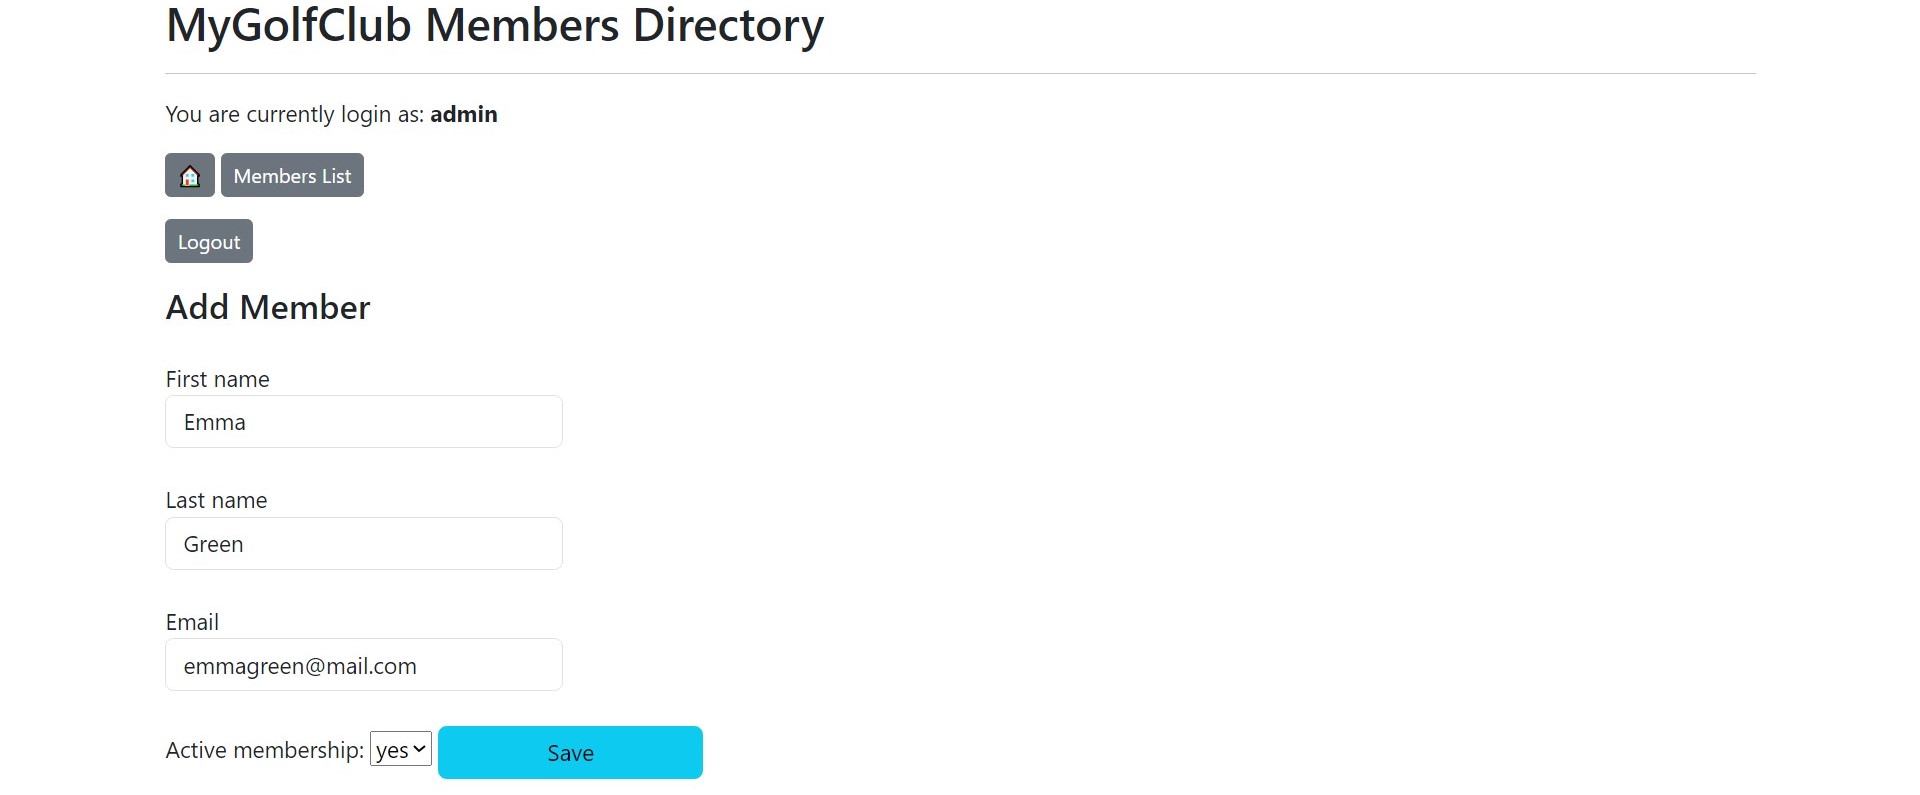 MyGolfClub Members Directory
You are currently login as: admin
Members List
Logout
Add Member
First name
Emma
Last name
Green
Email
emmagreen@mail.com
Active membership: yes Save